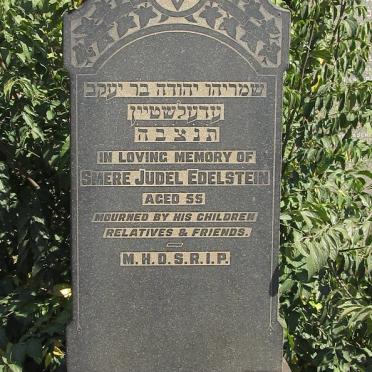 שמריהו יהודה בר יעקב
עדעלשטיין
תנצבה
IN LOVING MEMORY OF
SMERE JUDEL EDELSTEIN
AGED 55
MOURNED BY HIS CHILDREN
RELATIVES & FRIENDS.
M.H.D.S.R.I.P.